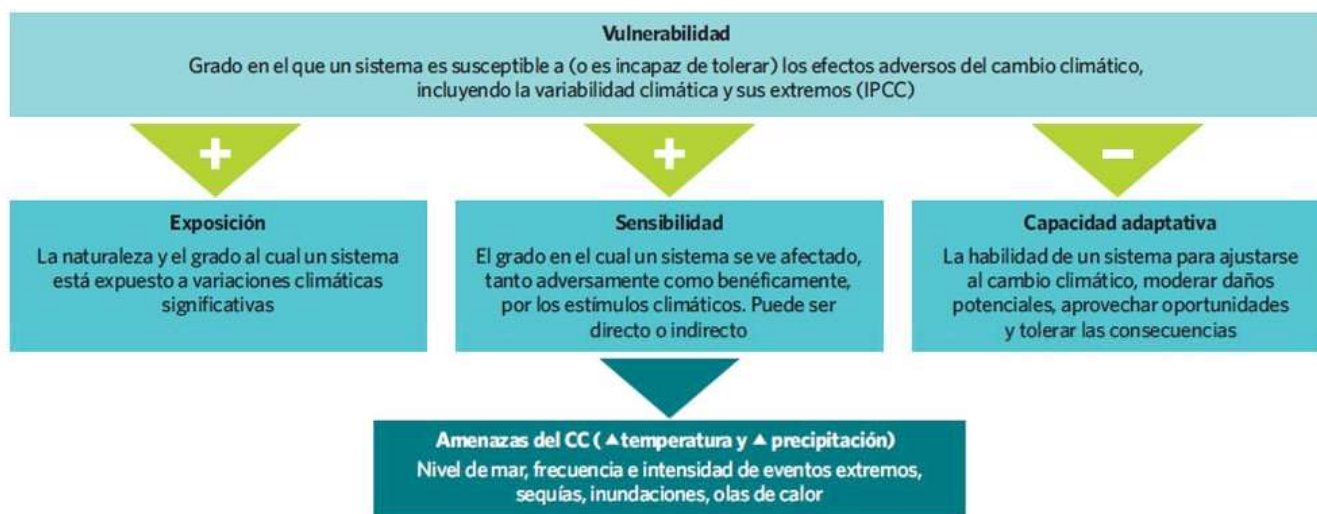 Vulnerabilidad
Grado en el que un sistema es susceptible a (o es incapaz de tolerar) los efectos adversos del cambio climático,
incluyendo la variabilidad climática y sus extremos (IPCC)
+
+
−
Exposición
La naturaleza y el grado al cual un sistema
está expuesto a variaciones climáticas
significativas
Sensibilidad
El grado en el cual un sistema se ve afectado,
tanto adversamente como benéficamente,
por los estímulos climáticos. Puede ser
directo o indirecto
Capacidad adaptativa
La habilidad de un sistema para ajustarse
al cambio climático, moderar daños
potenciales, aprovechar oportunidades
y tolerar las consecuencias
Amenazas del CC (▲temperatura y ▲ precipitación)
Nivel de mar, frecuencia e intensidad de eventos extremos,
sequías, inundaciones, olas de calor